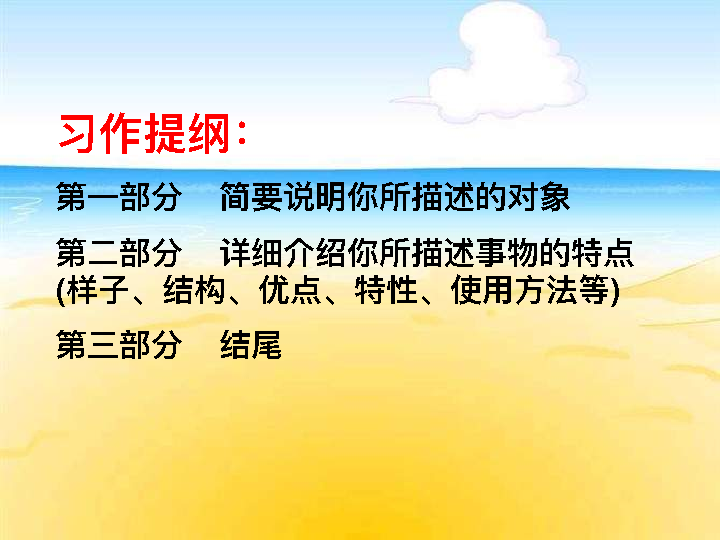 习作提纲：
第一部分　简要说明你所描述的对象
第二部分　详细介绍你所描述事物的特点
(样子、结构、优点、特性、使用方法等)
第三部分　结尾